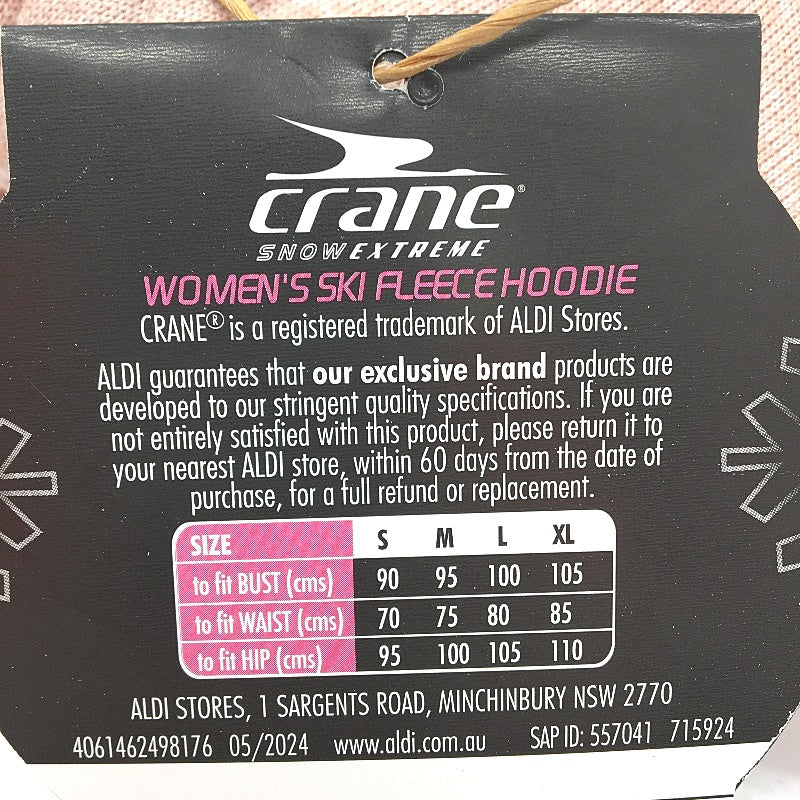 crane®
SNOW EXTREME
WOMEN'S SKI FLEECE HOODIE
CRANE® is a registered trademark of ALDI Stores.
ALDI guarantees that our exclusive brand products are
developed to our stringent quality specifications. If you are
not entirely satisfied with this product, please return it to
your nearest ALDI store, within 60 days from the date of
purchase, for a full refund or replacement.
SIZE S M L XL
to fit BUST (cms) 90 95 100 105
to fit WAIST (cms) 70 75 80 85
to fit HIP (cms) 95 100 105 110
ALDI STORES, 1 SARGENTS ROAD, MINCHINBURY NSW 2770
4061462498176 05/2024 www.aldi.com.au SAP ID: 557041 715924